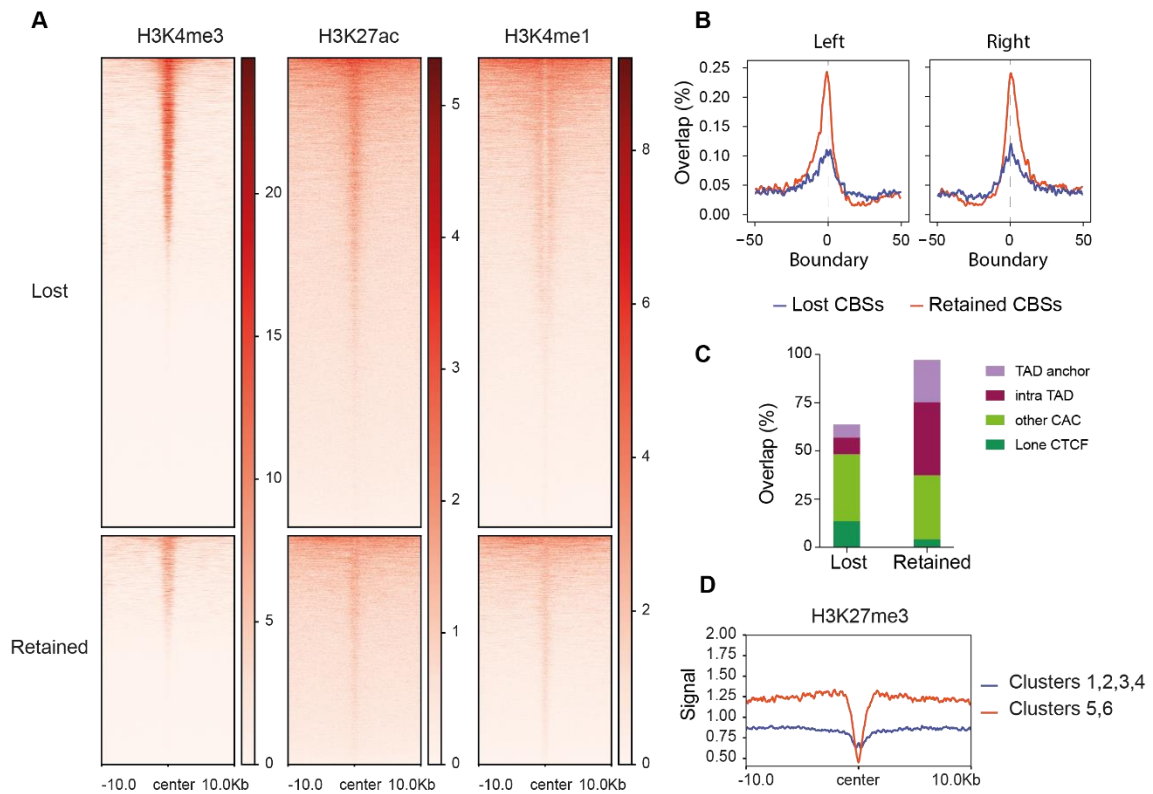 A
H3K4me3
H3K27ac
H3K4me1
Lost
Retained
20
15
10
5
0
5
4
3
2
1
0
8
6
4
2
0
-10.0 center 10.0Kb
-10.0 center 10.0Kb
-10.0 center 10.0Kb
B
Left
Right
Overlap (%)
0.25
0.20
0.15
0.10
0.05
0.00
−50 0 50
−50 0 50
Boundary
Boundary
Lost CBSs
Retained CBSs
C
Overlap (%)
100
75
50
25
0
Lost
Retained
TAD anchor
intra TAD
other CAC
Lone CTCF
D
H3K27me3
Signal
2.00
1.75
1.50
1.25
1.00
0.75
0.50
-10.0 center 10.0Kb
Clusters 1,2,3,4
Clusters 5,6